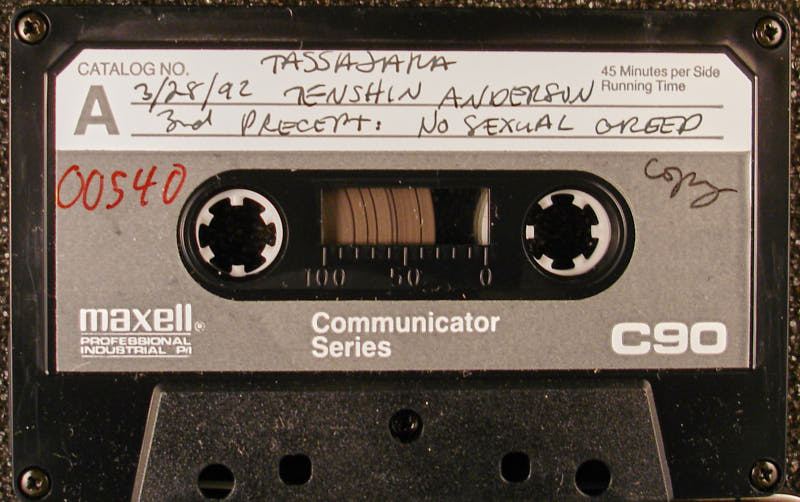 CATALOG NO. TASSAJARA
45 Minutes per Side
Running Time
A 3/28/92 TENSHIN ANDERSON
3rd PRECEPT: NO SEXUAL GREED
00540
copy
100 50 0
maxell®
PROFESSIONAL
INDUSTRIAL P/I
Communicator
Series
C90